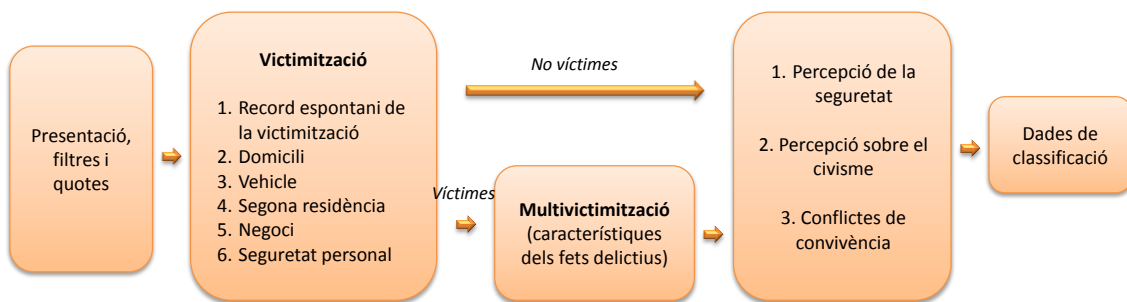 Presentació,
filtres i
quotes
Victimització
1. Record espontani de
la victimització
2. Domicili
3. Vehicle
4. Segona residència
5. Negoci
6. Seguretat personal
No víctimes
Víctimes
Multivictimització
(característiques
dels fets delictius)
1. Percepció de la
seguretat
2. Percepció sobre el
civisme
3. Conflictes de
convivència
Dades de
classificació